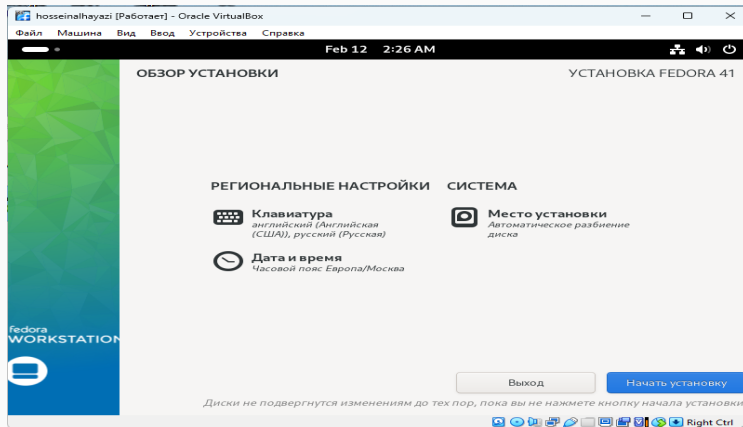 hosseinalhayazi [Работает] - Oracle VirtualBox
Файл Машина Вид Ввод Устройства Справка
Feb 12 2:26 AM
ОБЗОР УСТАНОВКИ
УСТАНОВКА FEDORA 41
РЕГИОНАЛЬНЫЕ НАСТРОЙКИ
Клавиатура
английский (Английская
(США)), русский (Русская)
Дата и время
Часовой пояс Европа/Москва
СИСТЕМА
Место установки
Автоматическое разбиение
диска
fedora
WORKSTATION
Выход
Начать установку
Диски не подвергнутся изменениям до тех пор, пока вы не нажмете кнопку начала установки
Right Ctrl